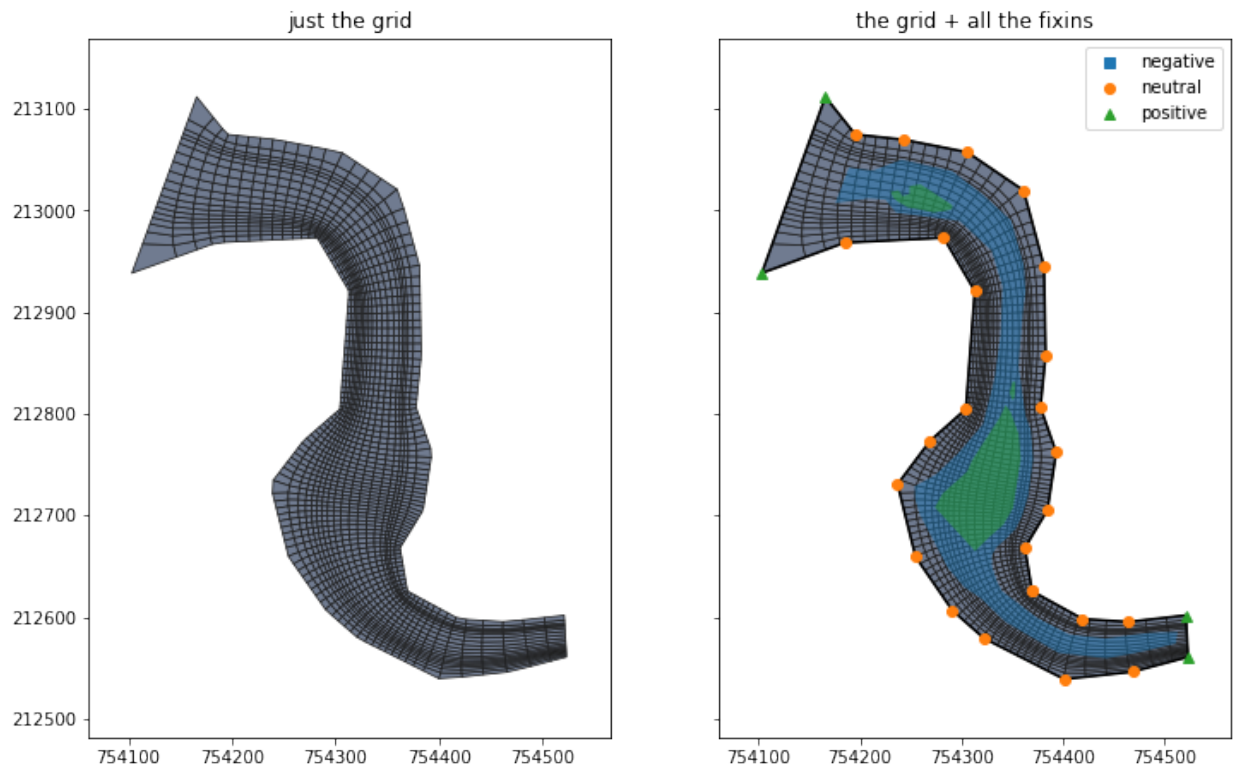 just the grid
the grid + all the fixins
negative
neutral
positive
213100
213000
212900
212800
212700
212600
212500
754100 754200 754300 754400 754500
754100 754200 754300 754400 754500